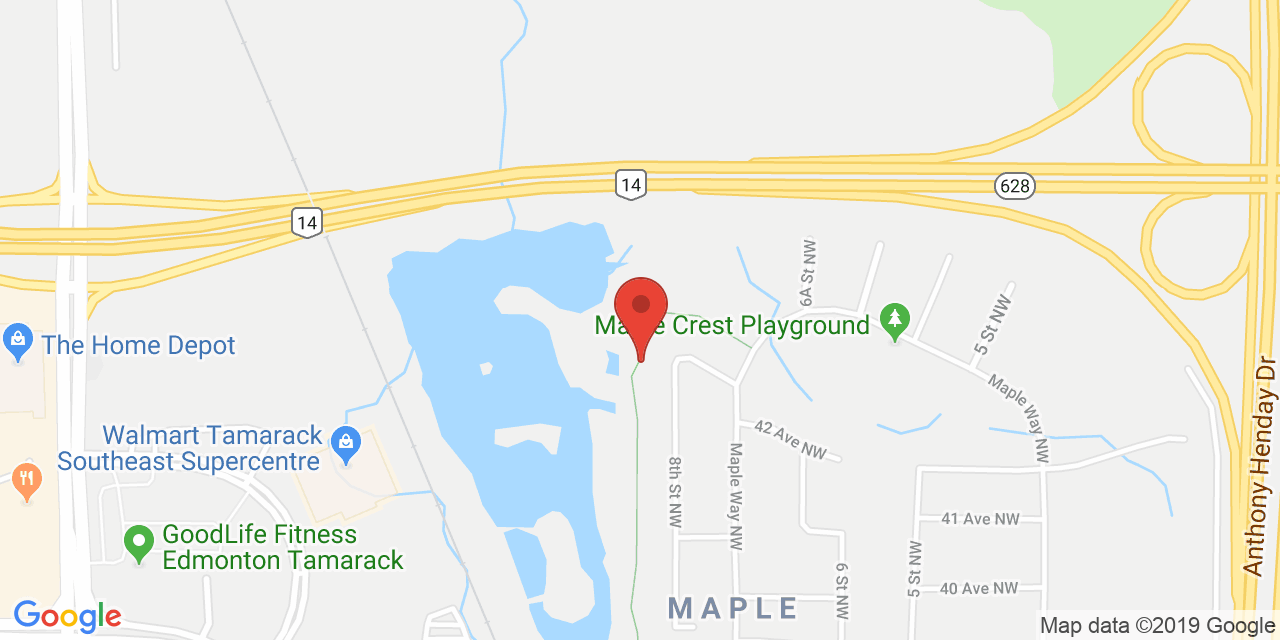 14
628
14
6A St NW
5 St NW
Maple Crest Playground
The Home Depot
Anthony Henday Dr
Maple Way NW
Walmart Tamarack
Southeast Supercentre
42 Ave NW
8th St NW
Maple Way NW
41 Ave NW
GoodLife Fitness
Edmonton Tamarack
5 St NW
6 St NW
40 Ave NW
MAPLE
Google
Map data ©2019 Google